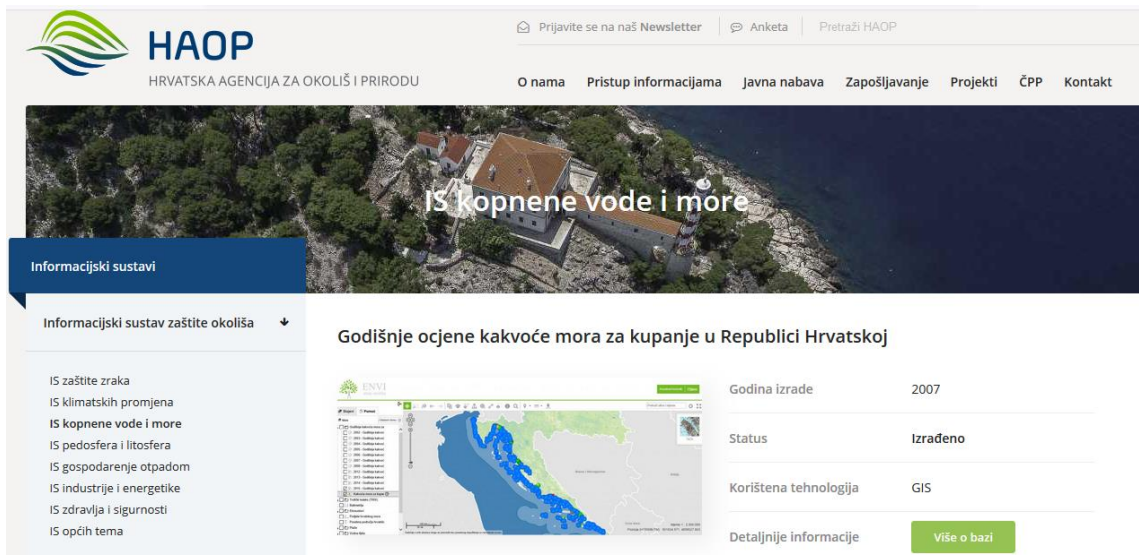 Prijavite se na naš Newsletter
Anketa
Pretraži HAOP
HAOP
HRVATSKA AGENCIJA ZA OKOLIŠ I PRIRODU
O nama Pristup informacijama Javna nabava Zapošljavanje Projekti ČPP Kontakt
IS kopnene vode i more
Informacijski sustavi
Informacijski sustav zaštite okoliša
Godišnje ocjene kakvoće mora za kupanje u Republici Hrvatskoj
IS zaštite zraka
IS klimatskih promjena
IS kopnene vode i more
IS pedosfera i litosfera
IS gospodarenje otpadom
IS industrije i energetike
IS zdravlja i sigurnosti
IS općih tema
ENVI
Godina izrade 2007
Status Izrađeno
Korištena tehnologija GIS
Detaljnije informacije Više o bazi